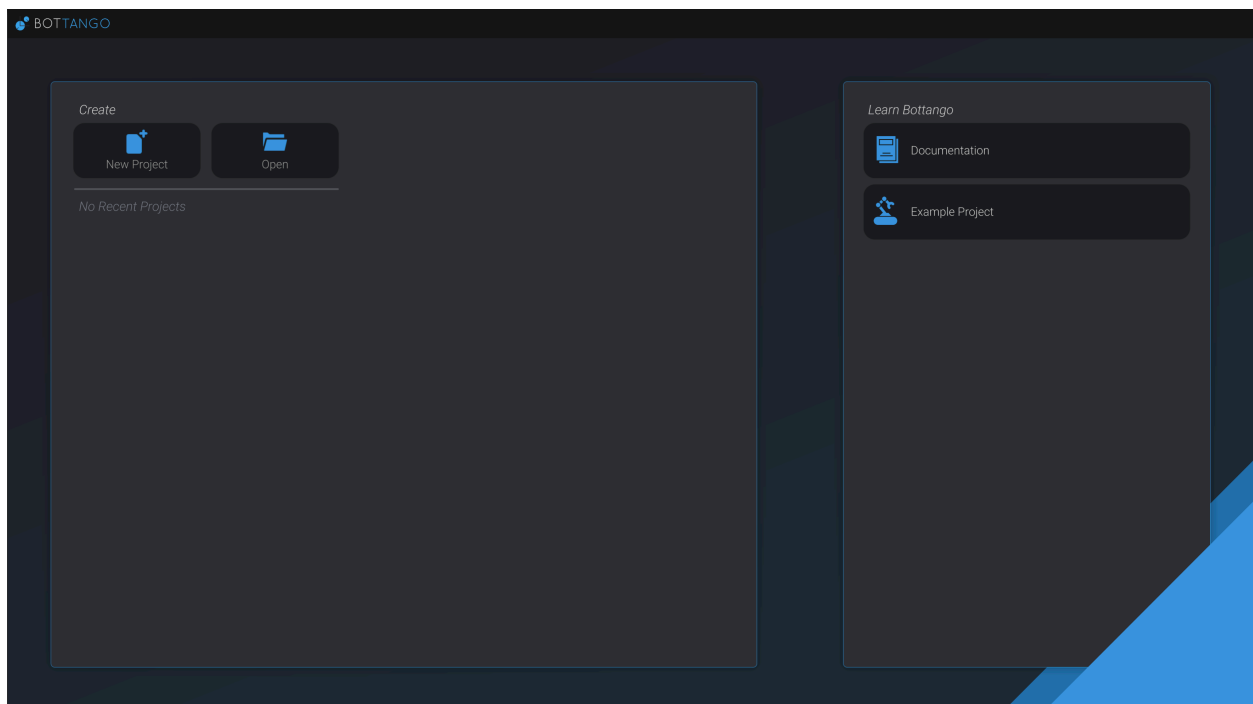 BOTTANGO
Create
New Project
Open
No Recent Projects
Learn Bottango
Documentation
Example Project